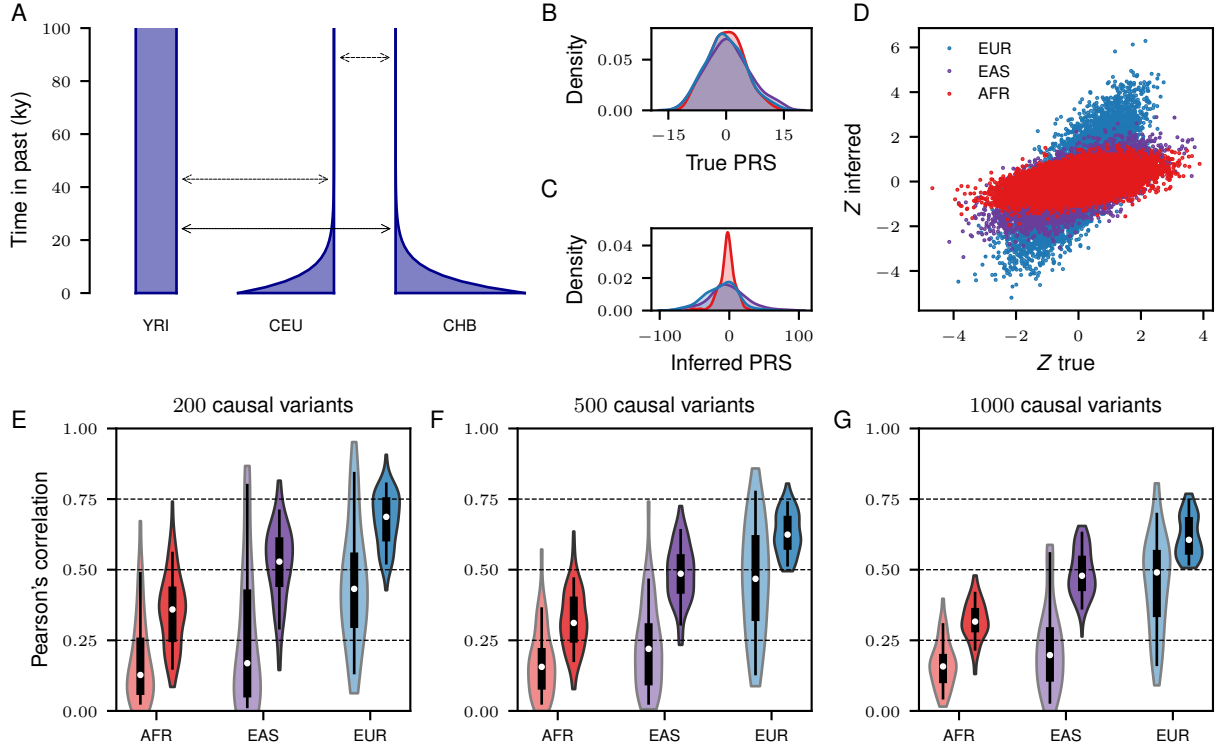 A
Time in past (ky)
100
80
60
40
20
0
YRI
CEU
CHB
B
Density
0.05
0.00
−15
0
15
True PRS
C
Density
0.04
0.02
0.00
−100
0
100
Inferred PRS
D
EUR
EAS
AFR
Z inferred
6
4
2
0
−2
−4
−4
−2
0
2
4
Z true
E
200 causal variants
Pearson's correlation
1.00
0.75
0.50
0.25
0.00
AFR
EAS
EUR
F
500 causal variants
1.00
0.75
0.50
0.25
0.00
AFR
EAS
EUR
G
1000 causal variants
1.00
0.75
0.50
0.25
0.00
AFR
EAS
EUR